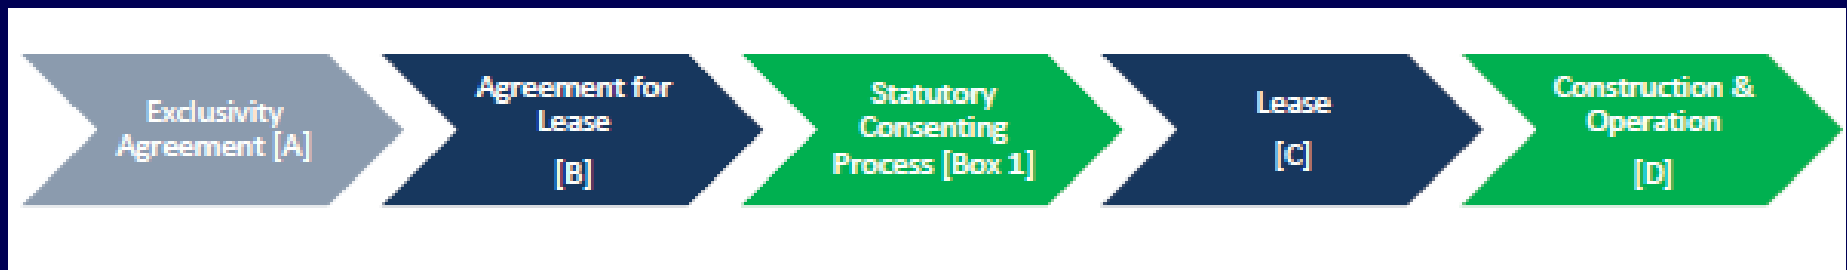 Exclusivity
Agreement [A]
Agreement for
Lease
[B]
Statutory
Consenting
Process [Box 1]
Lease
[C]
Construction &
Operation
[D]